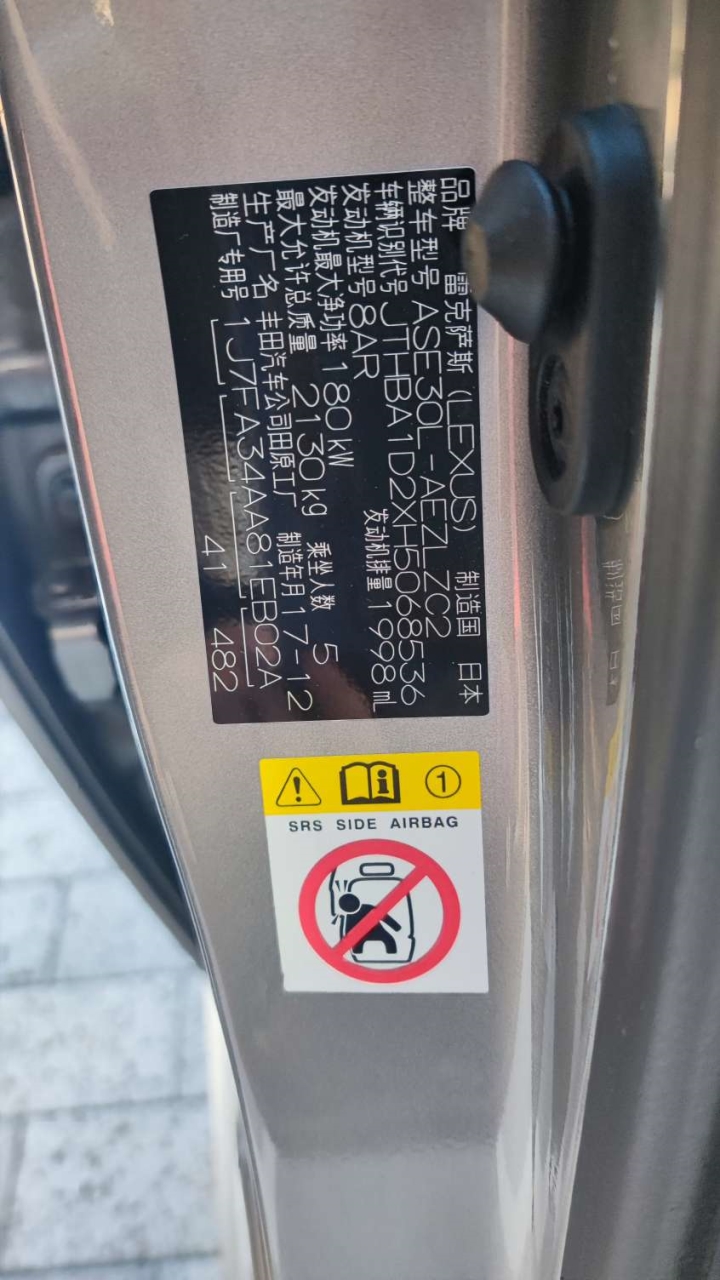 品牌 雷克萨斯 (LEXUS) 制造国 日本
整车型号 ASE30L-AEZLZC2
车辆识别代号 JTHBA1D2XH5068536
发动机型号 8AR 发动机排量 1998 mL
发动机最大净功率 180 kW
最大允许总质量 2130 kg 乘坐人数 5
生产厂名 丰田汽车公司田原工厂 制造年月 17-12
制造厂专用号 1J7FA34AA81EB02A
41 482
1
SRS SIDE AIRBAG